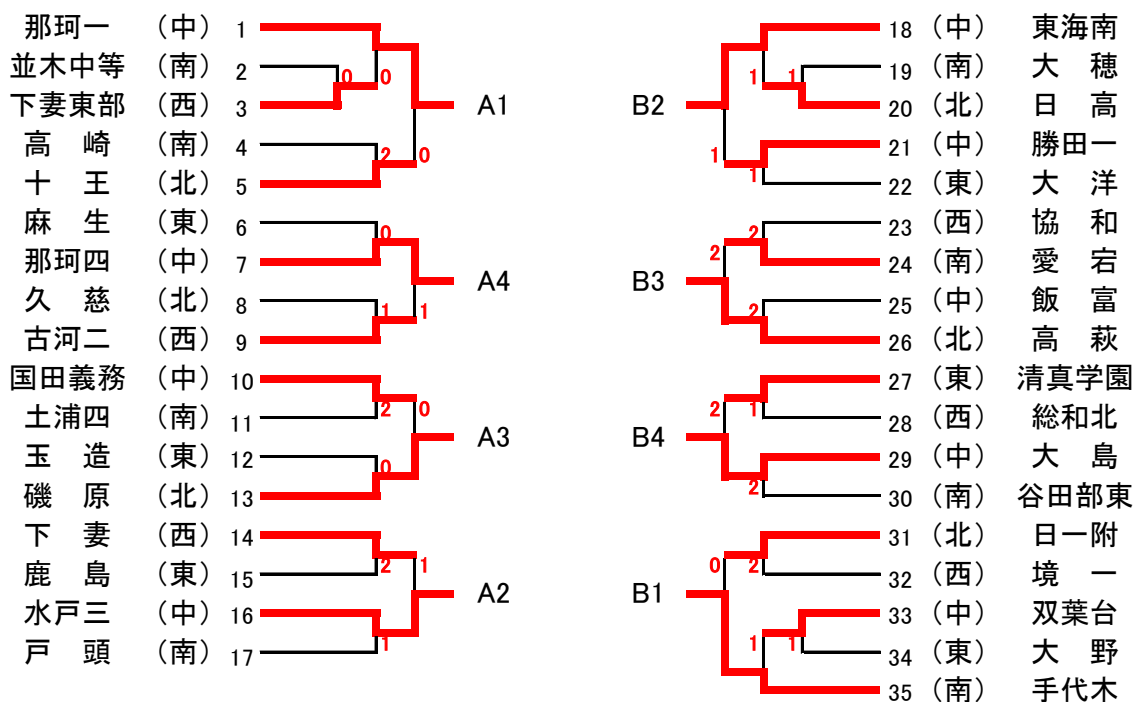 那珂一 （中） 1
並木中等 （南） 2
0 0
下妻東部 （西） 3
A1
高　崎 （南） 4
2 0
十　王 （北） 5
麻　生 （東） 6
0
那珂四 （中） 7
A4
久　慈 （北） 8
1 1
古河二 （西） 9
国田義務 （中） 10
2 0
土浦四 （南） 11
A3
玉　造 （東） 12
0
磯　原 （北） 13
下　妻 （西） 14
2 1
鹿　島 （東） 15
A2
水戸三 （中） 16
1
戸　頭 （南） 17
18 （中） 東海南
19 （南） 大　穂
1 1
B2
20 （北） 日　高
21 （中） 勝田一
1 1
22 （東） 大　洋
23 （西） 協　和
2 2
24 （南） 愛　宕
B3
25 （中） 飯　富
2
26 （北） 高　萩
27 （東） 清真学園
2 1
28 （西） 総和北
B4
29 （中） 大　島
2
30 （南） 谷田部東
31 （北） 日一附
0 2
32 （西） 境　一
B1
33 （中） 双葉台
1 1
34 （東） 大　野
35 （南） 手代木